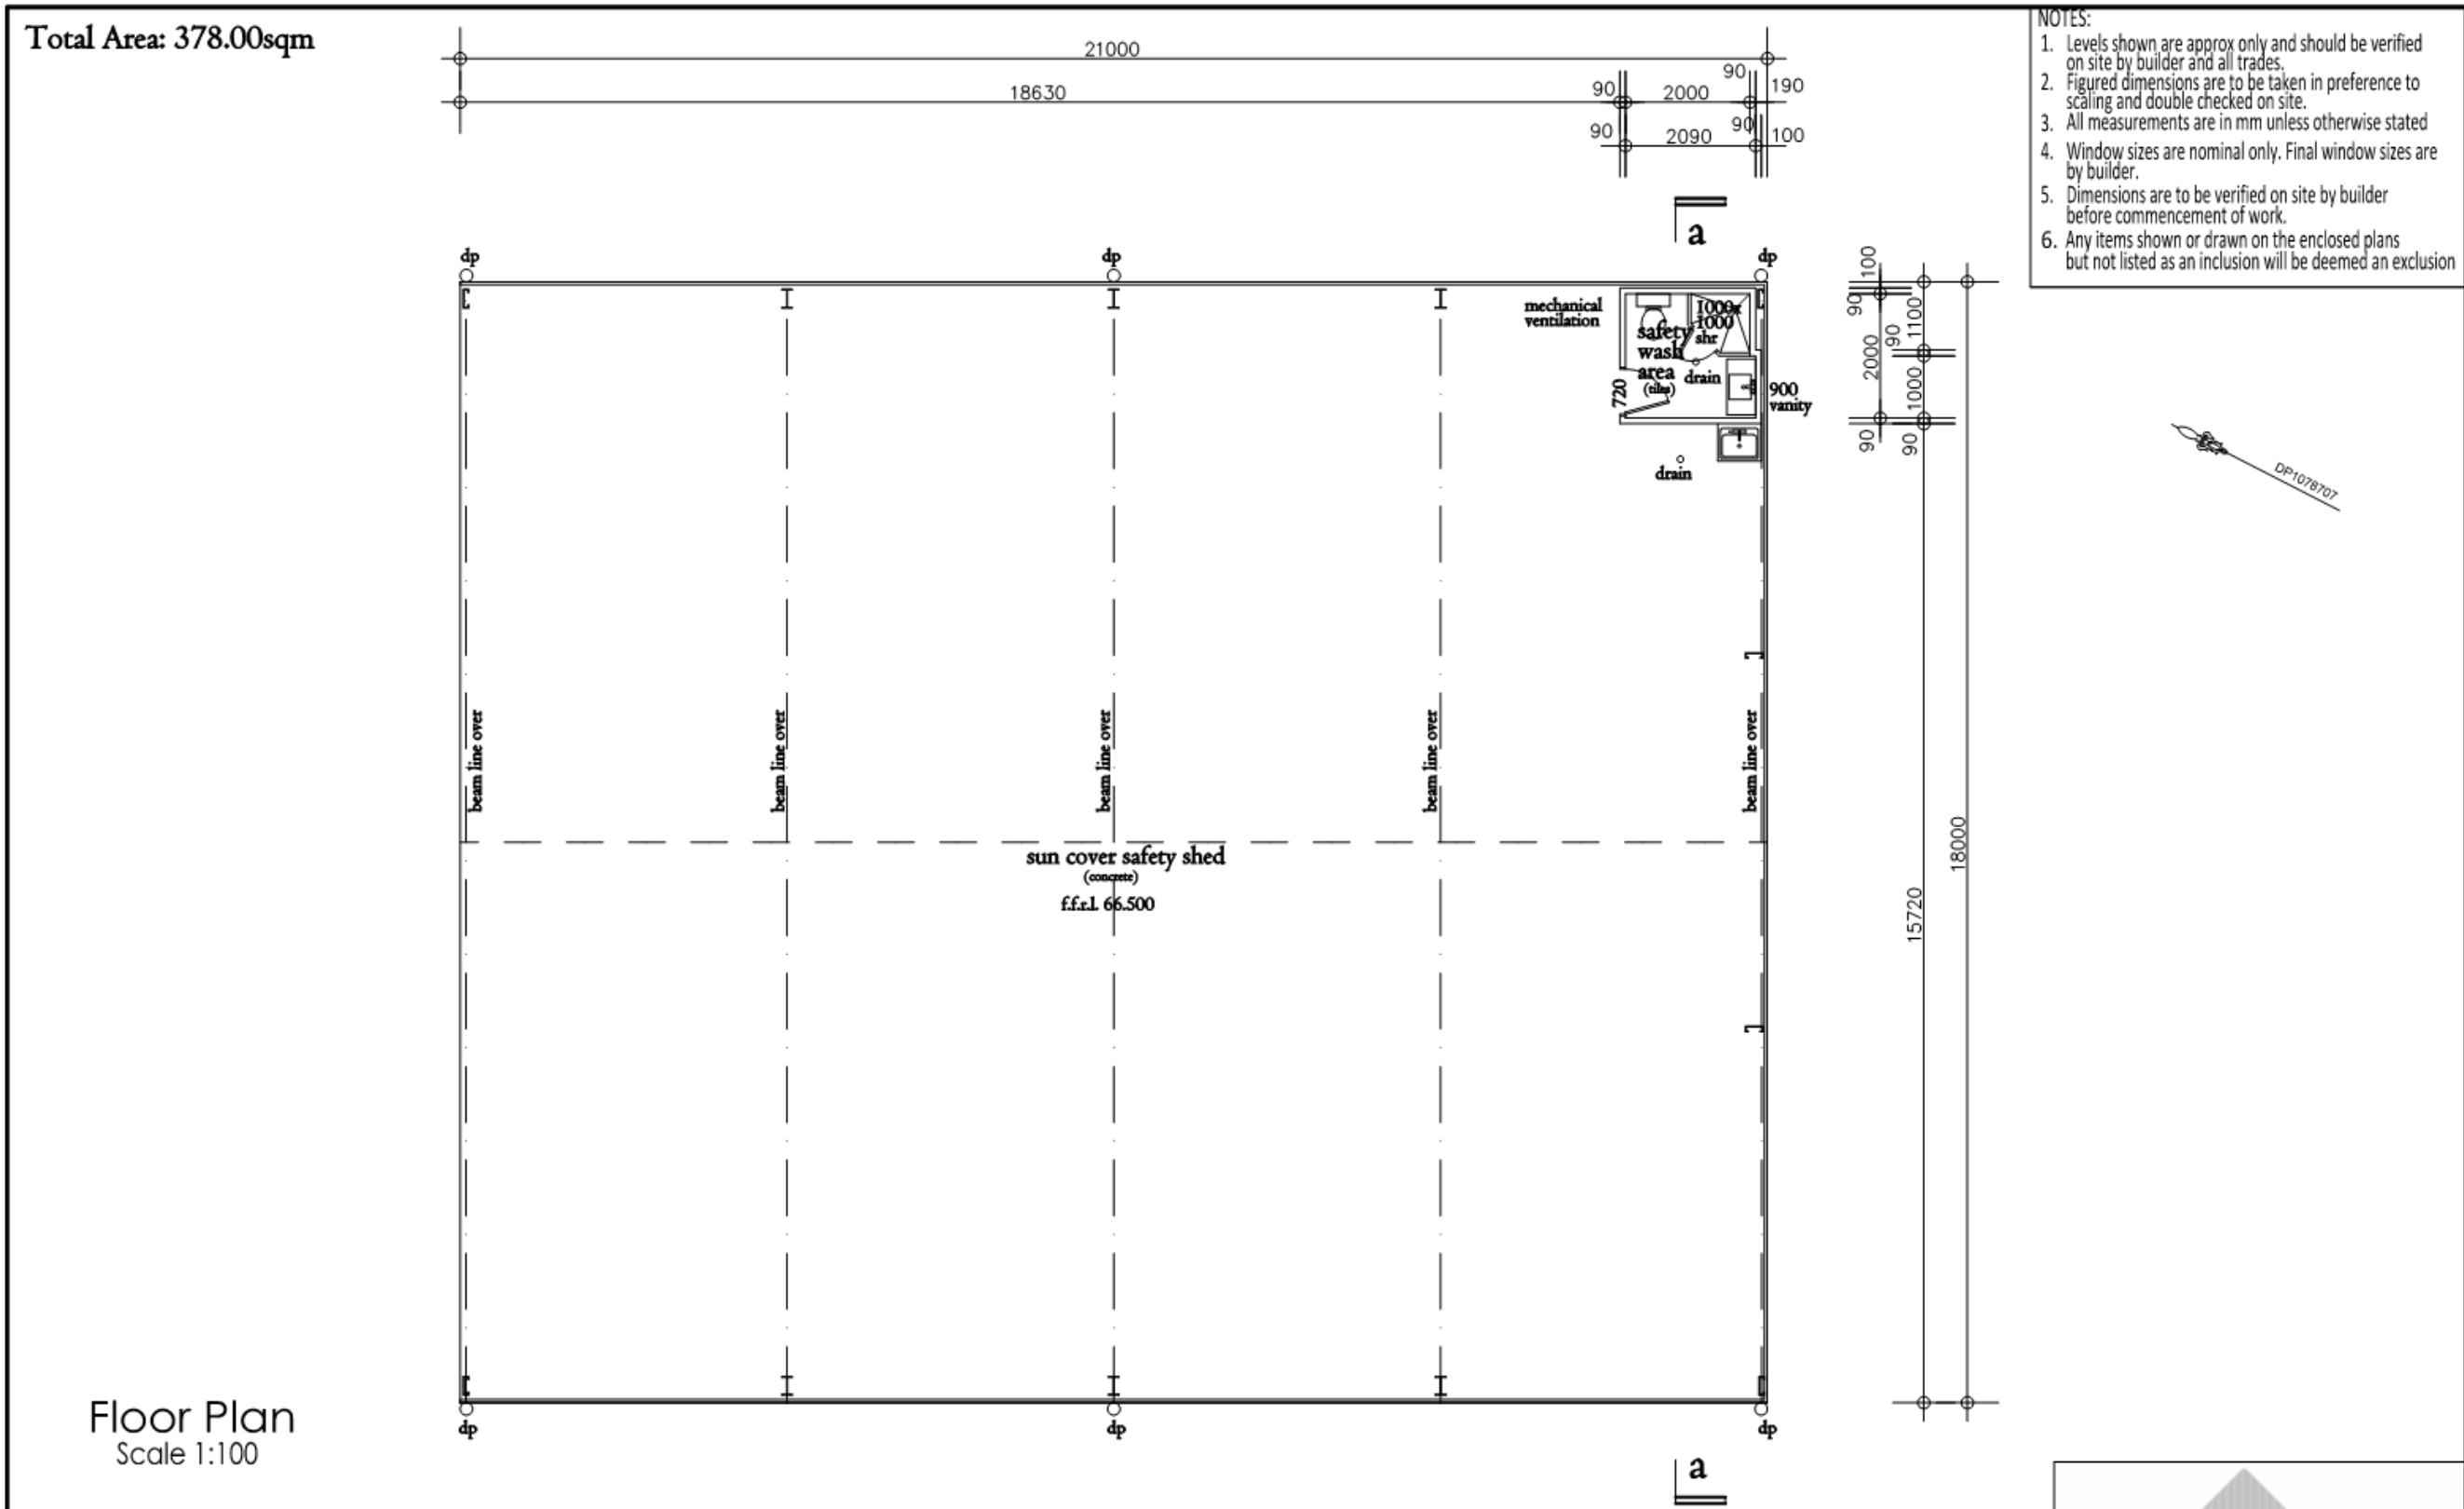 Total Area: 378.00sqm
21000
18630
90
2000
90
190
90
2090
90
100
NOTES:
1. Levels shown are approx only and should be verified
on site by builder and all trades.
2. Figured dimensions are to be taken in preference to
scaling and double checked on site.
3. All measurements are in mm unless otherwise stated
4. Window sizes are nominal only. Final window sizes are
by builder.
5. Dimensions are to be verified on site by builder
before commencement of work.
6. Any items shown or drawn on the enclosed plans
but not listed as an inclusion will be deemed an exclusion
a
dp
dp
dp
mechanical
ventilation
1000x
1000
shr
safety
wash
area
(tiles)
drain
720
900
vanity
drain
100
90
2000
90
1100
90
1000
90
15720
18000
DP1078707
beam line over
beam line over
beam line over
beam line over
beam line over
sun cover safety shed
(concrete)
f.f.r.l. 66.500
dp
dp
dp
a
Floor Plan
Scale 1:100